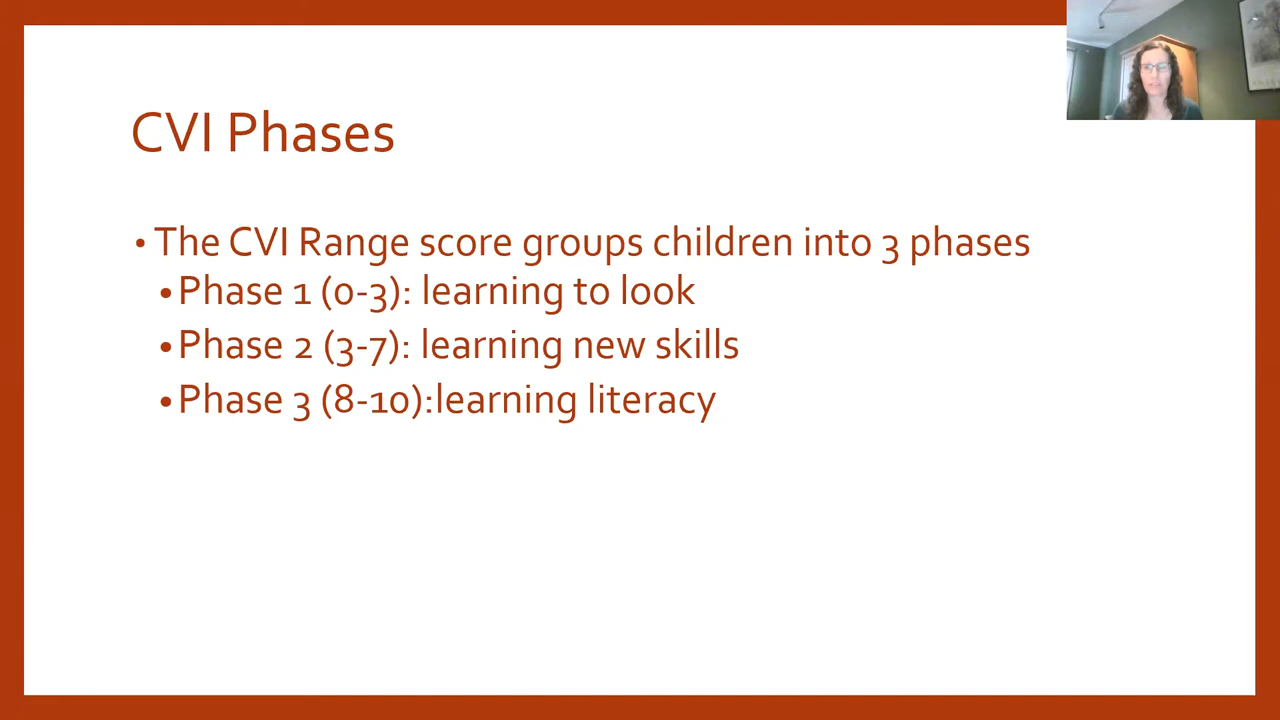 CVI Phases
• The CVI Range score groups children into 3 phases
• Phase 1 (0-3): learning to look
• Phase 2 (3-7): learning new skills
• Phase 3 (8-10):learning literacy